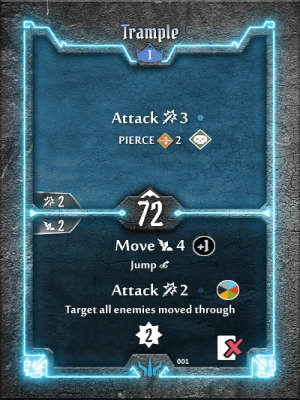 Trample
1
Attack 3
PIERCE 2
2
72
2
Move 4 +1
Jump
Attack 2
Target all enemies moved through
2
001